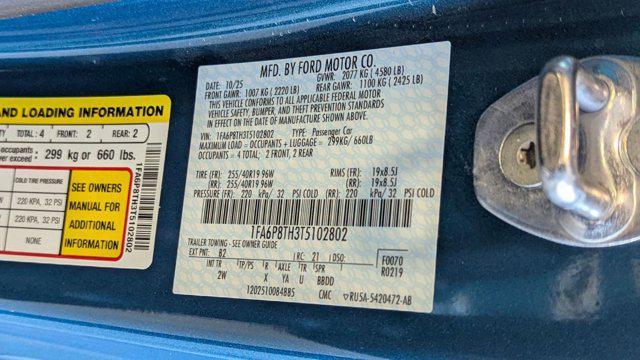 MFD. BY FORD MOTOR CO.
DATE: 10/25 GVWR: 2077 KG (4580 LB)
FRONT GAWR: 1007 KG (2220 LB) REAR GAWR: 1100 KG (2425 LB)
THIS VEHICLE CONFORMS TO ALL APPLICABLE FEDERAL MOTOR
VEHICLE SAFETY, BUMPER, AND THEFT PREVENTION STANDARDS
IN EFFECT ON THE DATE OF MANUFACTURE SHOWN ABOVE.
VIN: 1FA6P8TH3T5102802 TYPE: Passenger Car
MAXIMUM LOAD = OCCUPANTS + LUGGAGE = 299KG/ 660LB
OCCUPANTS = 4 TOTAL: 2 FRONT, 2 REAR
TIRE (FR): 255/40R19 96W RIMS (FR): 19x8.5J
(RR): 255/40R19 96W (RR): 19x8.5J
PRESSURE (FR) 220 kPa/ 32 PSI COLD (RR) 220 kPa/ 32 PSI COLD
1FA6P8TH3T5102802
TRAILER TOWING - SEE OWNER GUIDE
EXT PNT: B2 RC: 21 DSO: F0070
INT TR TP/PS R AXLE TR SPR R0219
2W X YA U BBDD
1202510084885 CMC ▼RU5A-5420472-AB
AND LOADING INFORMATION
TOTAL: 4 FRONT: 2 REAR: 2
occupants
ver exceed : 299 kg or 660 lbs.
COLD TIRE PRESSURE
220 KPA, 32 PSI
220 KPA, 32 PSI
NONE
SEE OWNERS
MANUAL FOR
ADDITIONAL
INFORMATION
1FA6P8TH3T5102802